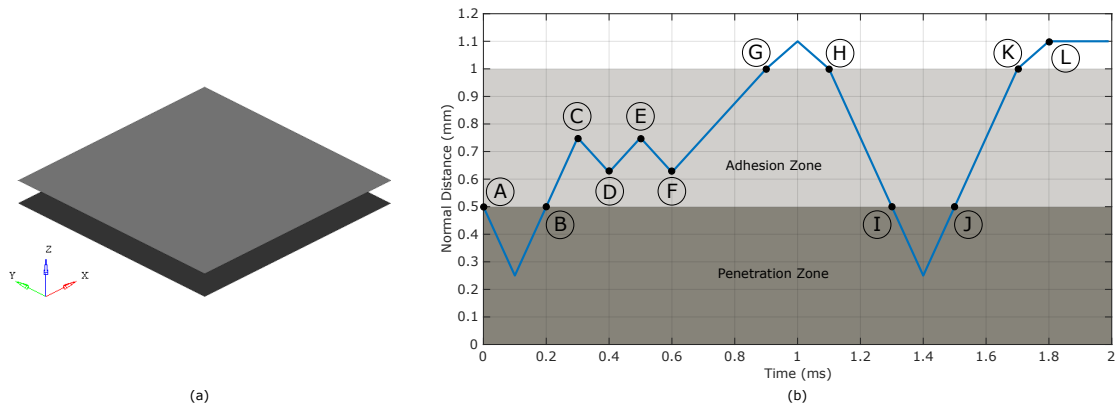 Z
Y
X
(a)
1.1
1
0.9
0.8
0.7
0.6
0.5
0.4
0.3
0.2
0.1
0
Normal Distance (mm)
A
B
C
D
E
F
G
H
I
J
K
L
Adhesion Zone
Penetration Zone
0 0.2 0.4 0.6 0.8 1 1.2 1.4 1.6 1.8 2
Time (ms)
(b)